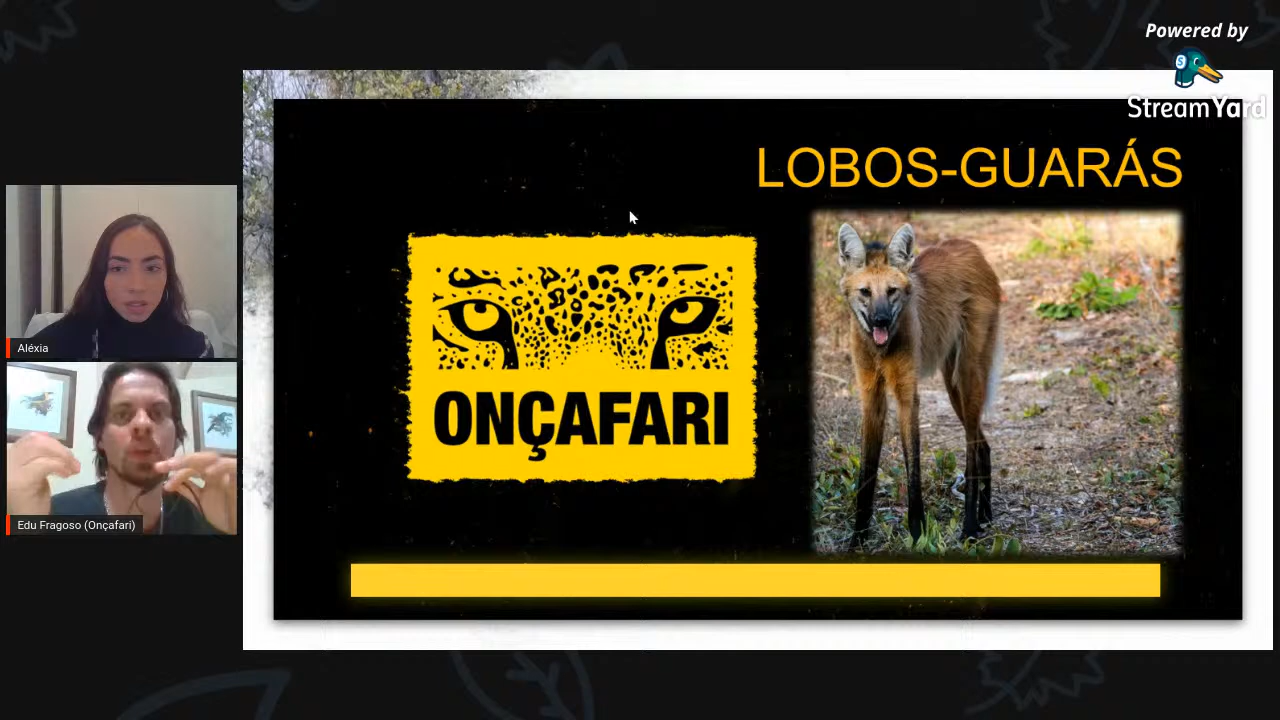 Powered by
StreamYard
LOBOS-GUARÁS
ONÇAFARI
Aléxia
Edu Fragoso (Onçafari)